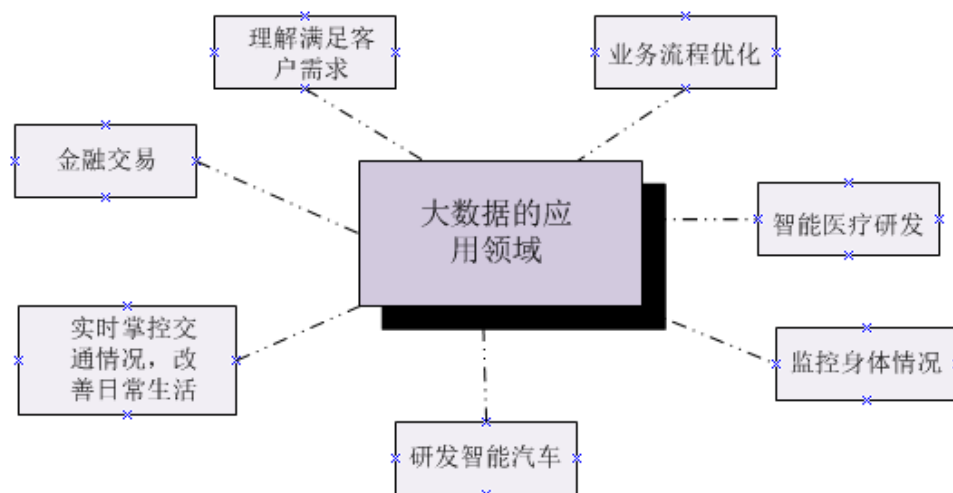 理解满足客
户需求
业务流程优化
金融交易
大数据的应
用领域
智能医疗研发
实时掌控交
通情况，改
善日常生活
监控身体情况
研发智能汽车